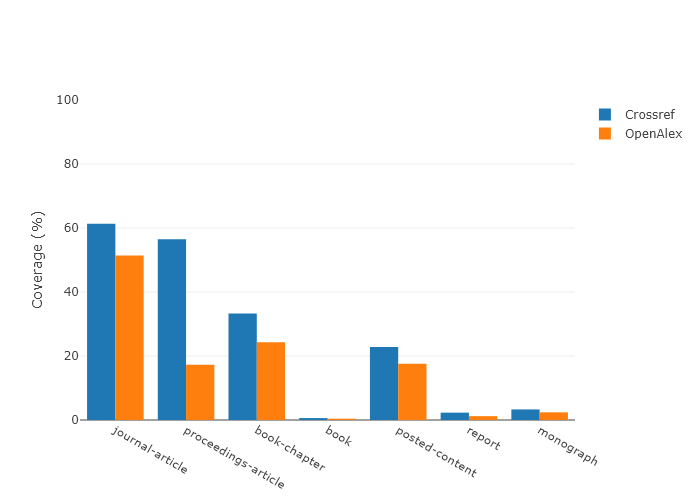 100
80
60
40
20
0
Coverage (%)
journal-article
proceedings-article
book-chapter
book
posted-content
report
monograph
Crossref
OpenAlex